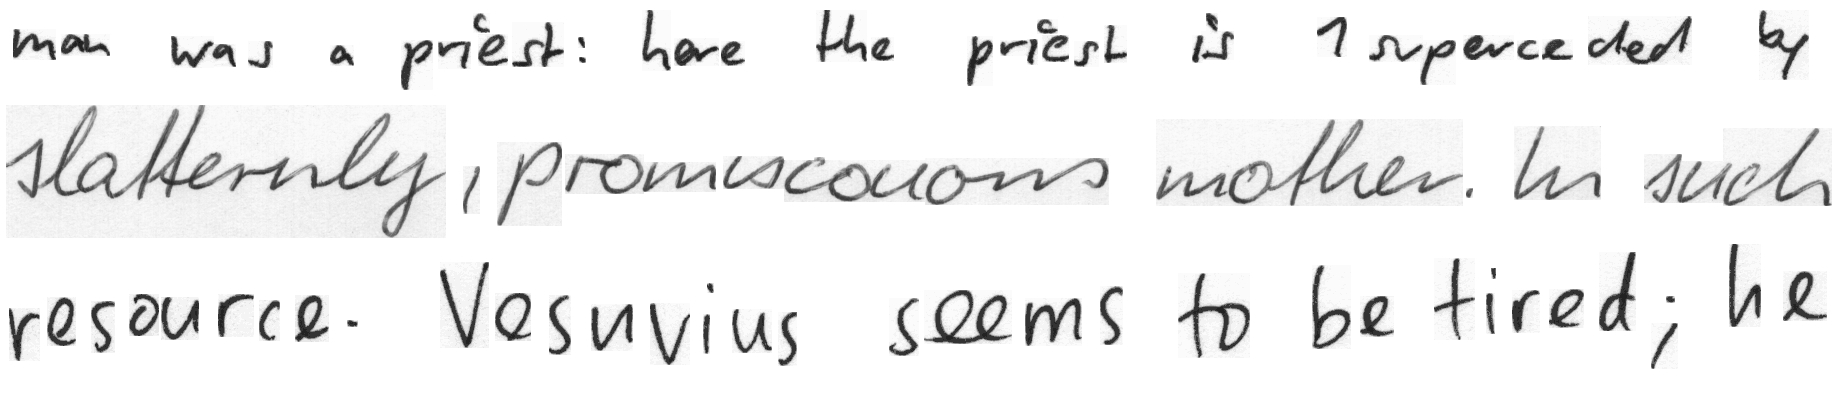 man was a priest: here the priest is 1 superceded by
slatternly, promiscouous mother. In such
resource. Vesuvius seems to be tired; he